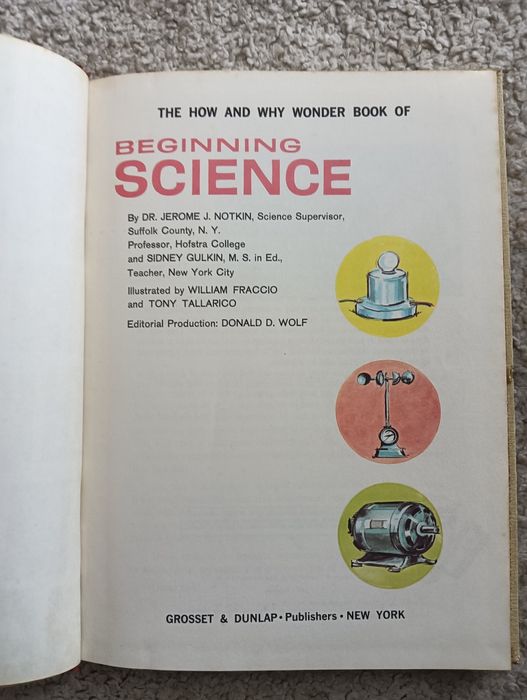 THE HOW AND WHY WONDER BOOK OF
BEGINNING
SCIENCE
By DR. JEROME J. NOTKIN, Science Supervisor,
Suffolk County, N. Y.
Professor, Hofstra College
and SIDNEY GULKIN, M. S. in Ed.,
Teacher, New York City
Illustrated by WILLIAM FRACCIO
and TONY TALLARICO
Editorial Production: DONALD D. WOLF
GROSSET & DUNLAP • Publishers • NEW YORK